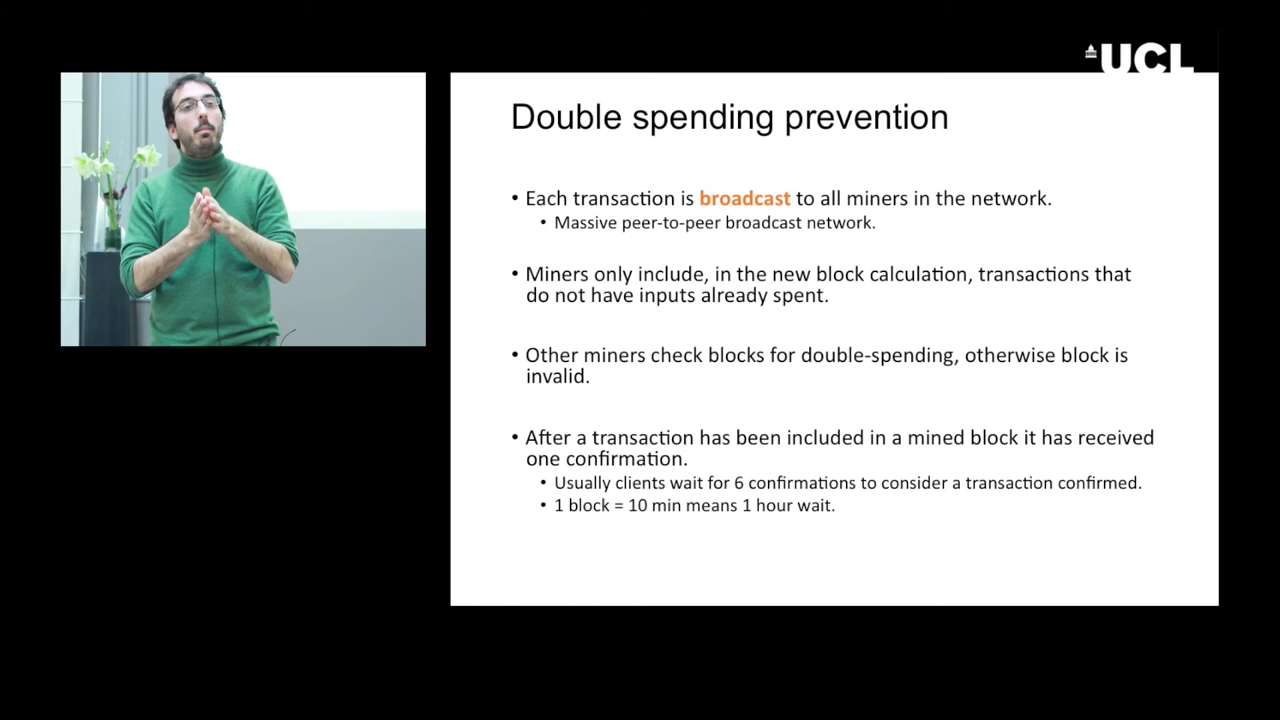 UCL
Double spending prevention
• Each transaction is broadcast to all miners in the network.
• Massive peer-to-peer broadcast network.
• Miners only include, in the new block calculation, transactions that
do not have inputs already spent.
• Other miners check blocks for double-spending, otherwise block is
invalid.
• After a transaction has been included in a mined block it has received
one confirmation.
• Usually clients wait for 6 confirmations to consider a transaction confirmed.
• 1 block = 10 min means 1 hour wait.